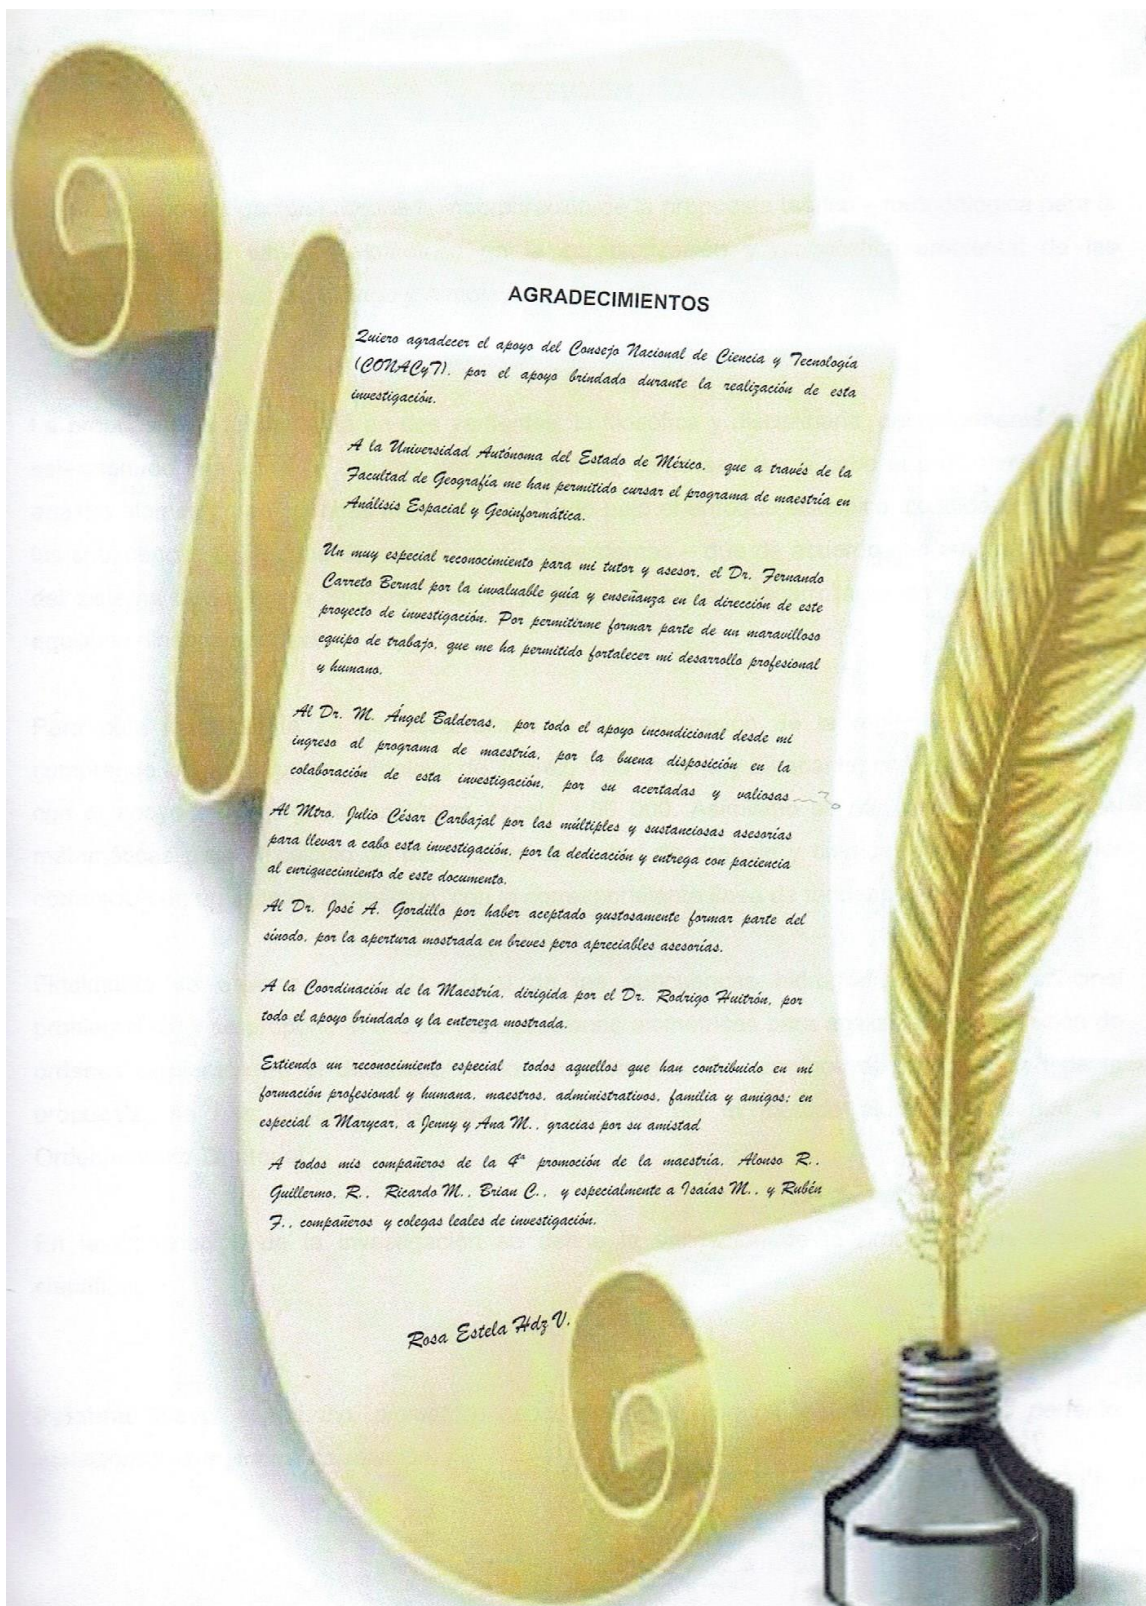 AGRADECIMIENTOS
Quiero agradecer el apoyo del Consejo Nacional de Ciencia y Tecnología
(CONACyT), por el apoyo brindado durante la realización de esta
investigación.
A la Universidad Autónoma del Estado de México, que a través de la
Facultad de Geografía me han permitido cursar el programa de maestría en
Análisis Espacial y Geoinformática.
Un muy especial reconocimiento para mi tutor y asesor, el Dr. Fernando
Carreto Bernal por la invaluable guía y enseñanza en la dirección de este
proyecto de investigación. Por permitirme formar parte de un maravilloso
equipo de trabajo, que me ha permitido fortalecer mi desarrollo profesional
y humano.
Al Dr. M. Ángel Balderas, por todo el apoyo incondicional desde mi
ingreso al programa de maestría, por la buena disposición en la
colaboración de esta investigación, por su acertadas y valiosas
Al Mtro. Julio César Carbajal por las múltiples y sustanciosas asesorías
para llevar a cabo esta investigación, por la dedicación y entrega con paciencia
al enriquecimiento de este documento.
Al Dr. José A. Gordillo por haber aceptado gustosamente formar parte del
sínodo, por la apertura mostrada en breves pero apreciables asesorías.
A la Coordinación de la Maestría, dirigida por el Dr. Rodrigo Huitrón, por
todo el apoyo brindado y la entereza mostrada.
Extiendo un reconocimiento especial todos aquellos que han contribuido en mi
formación profesional y humana, maestros, administrativos, familia y amigos; en
especial a Marycar, a Jenny y Ana M., gracias por su amistad
A todos mis compañeros de la 4ª promoción de la maestría, Alonso R.,
Guillermo, R., Ricardo M., Brian C., y especialmente a Isaías M., y Rubén
F., compañeros y colegas leales de investigación.
Rosa Estela Hdz V.